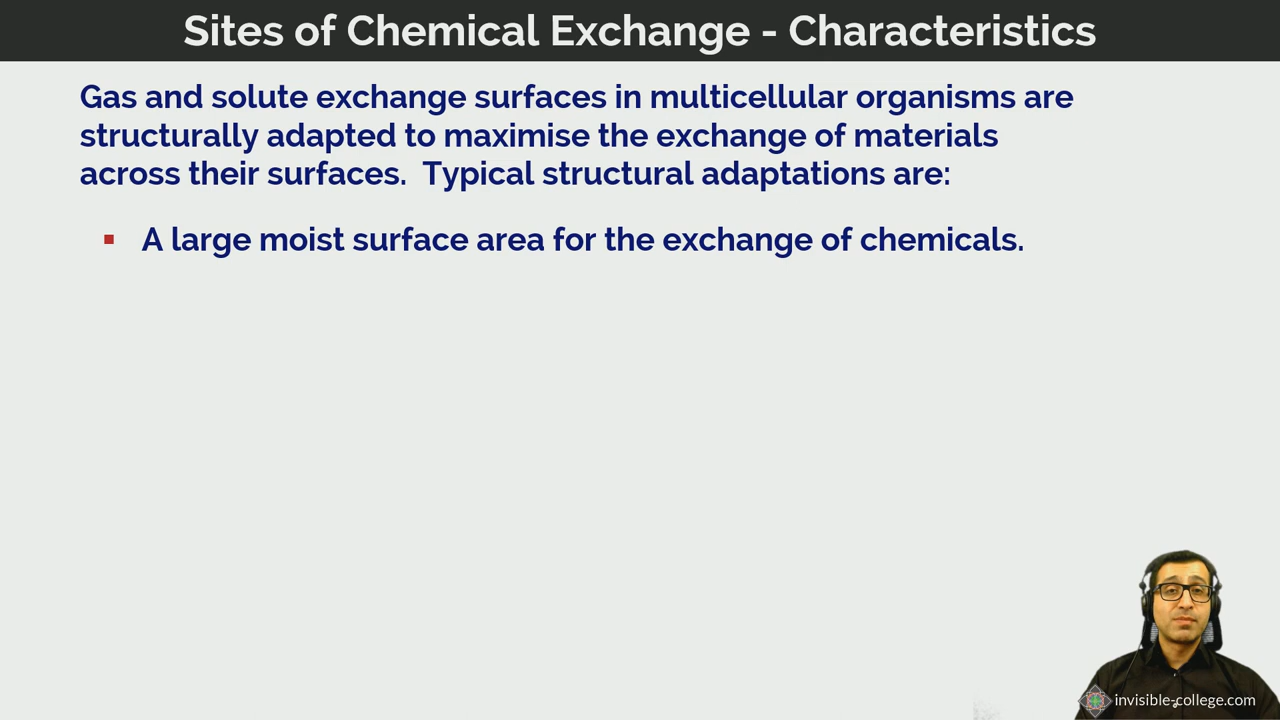 Sites of Chemical Exchange - Characteristics
Gas and solute exchange surfaces in multicellular organisms are
structurally adapted to maximise the exchange of materials
across their surfaces.  Typical structural adaptations are:
▪ A large moist surface area for the exchange of chemicals.
invisible-college.com